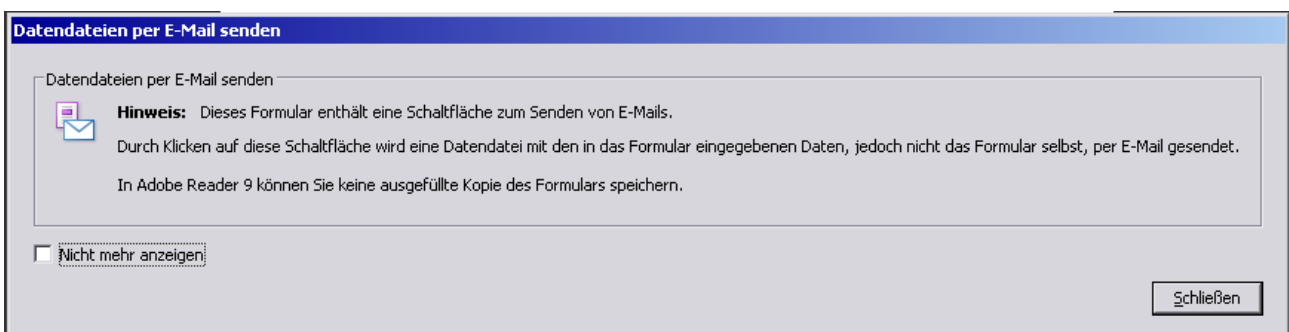 Datendateien per E-Mail senden
Datendateien per E-Mail senden
Hinweis: Dieses Formular enthält eine Schaltfläche zum Senden von E-Mails.
Durch Klicken auf diese Schaltfläche wird eine Datendatei mit den in das Formular eingegebenen Daten, jedoch nicht das Formular selbst, per E-Mail gesendet.
In Adobe Reader 9 können Sie keine ausgefüllte Kopie des Formulars speichern.
Nicht mehr anzeigen
Schließen